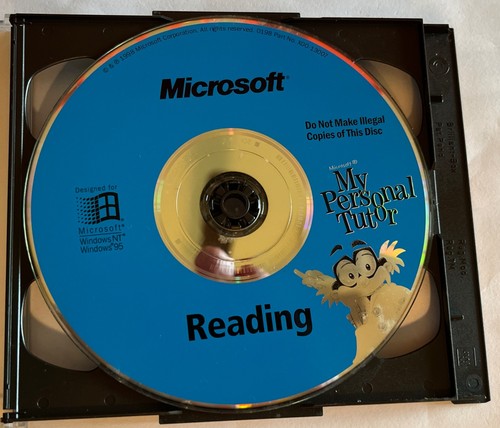 Microsoft®
Do Not Make Illegal
Copies of This Disc
Designed for
Microsoft®
Windows NT®
Windows®95
Microsoft®
My
Personal
Tutor
Reading